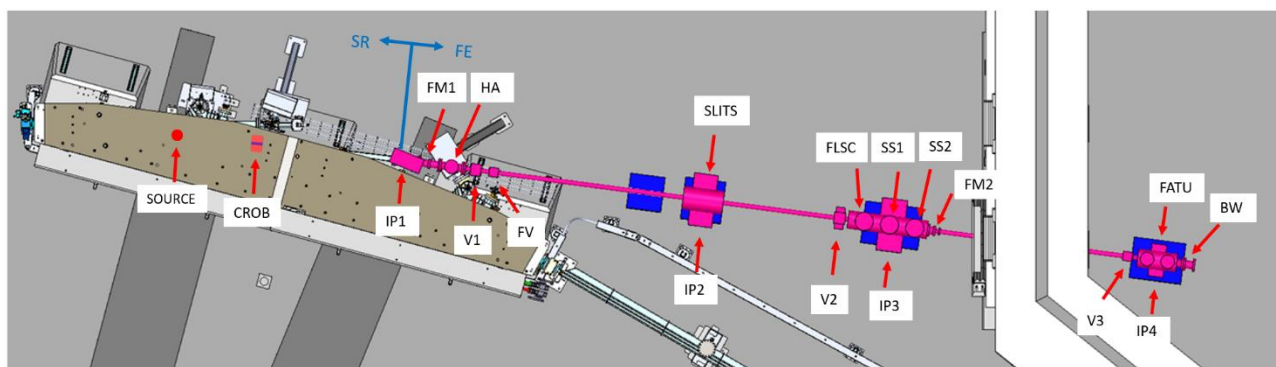 SR
FE
FM1
HA
SLITS
FLSC
SS1
SS2
FM2
FATU
BW
SOURCE
CROB
IP1
V1
FV
IP2
V2
IP3
V3
IP4